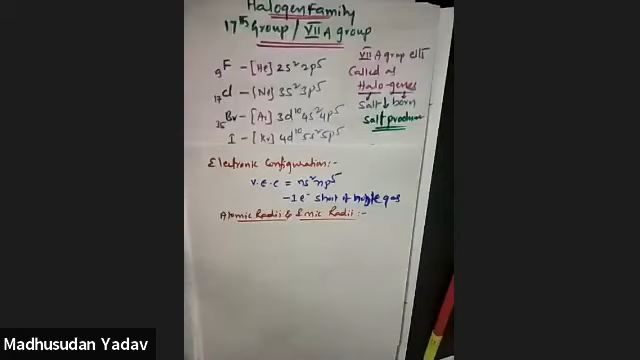 Halogen Family
17th Group / VII A group
9F – [He] 2s² 2p⁵
17Cl – [Ne] 3s² 3p⁵
35Br – [Ar] 3d¹⁰ 4s² 4p⁵
I – [Kr] 4d¹⁰ 5s² 5p⁵
VII A group elts
Called as
Halo-genes
Salt born
Salt producer
Electronic Configuration:-
V.E.C = ns² np⁵
– 1 e⁻ short of noble gas
Atomic Radii & Ionic Radii :-
Madhusudan Yadav